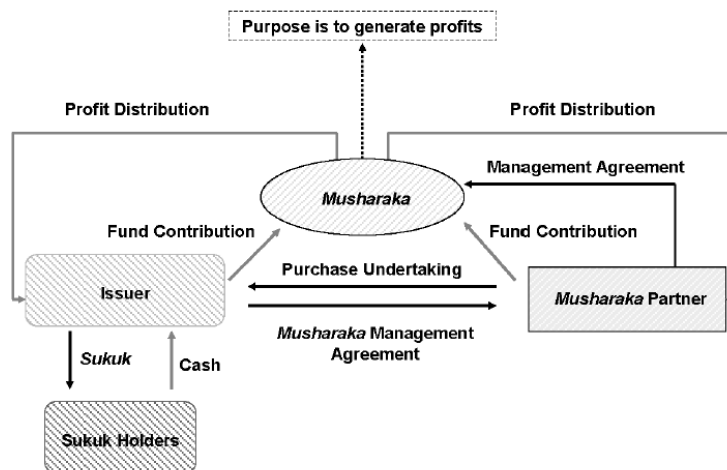 Purpose is to generate profits
Profit Distribution
Profit Distribution
Management Agreement
Musharaka
Fund Contribution
Fund Contribution
Purchase Undertaking
Issuer
Musharaka Partner
Musharaka Management
Agreement
Sukuk
Cash
Sukuk Holders